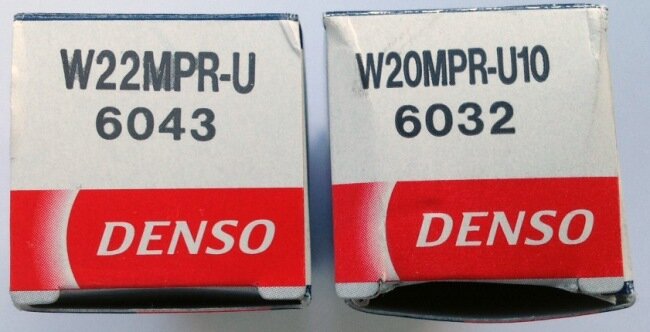 W22MPR-U
6043
DENSO
W20MPR-U10
6032
DENSO